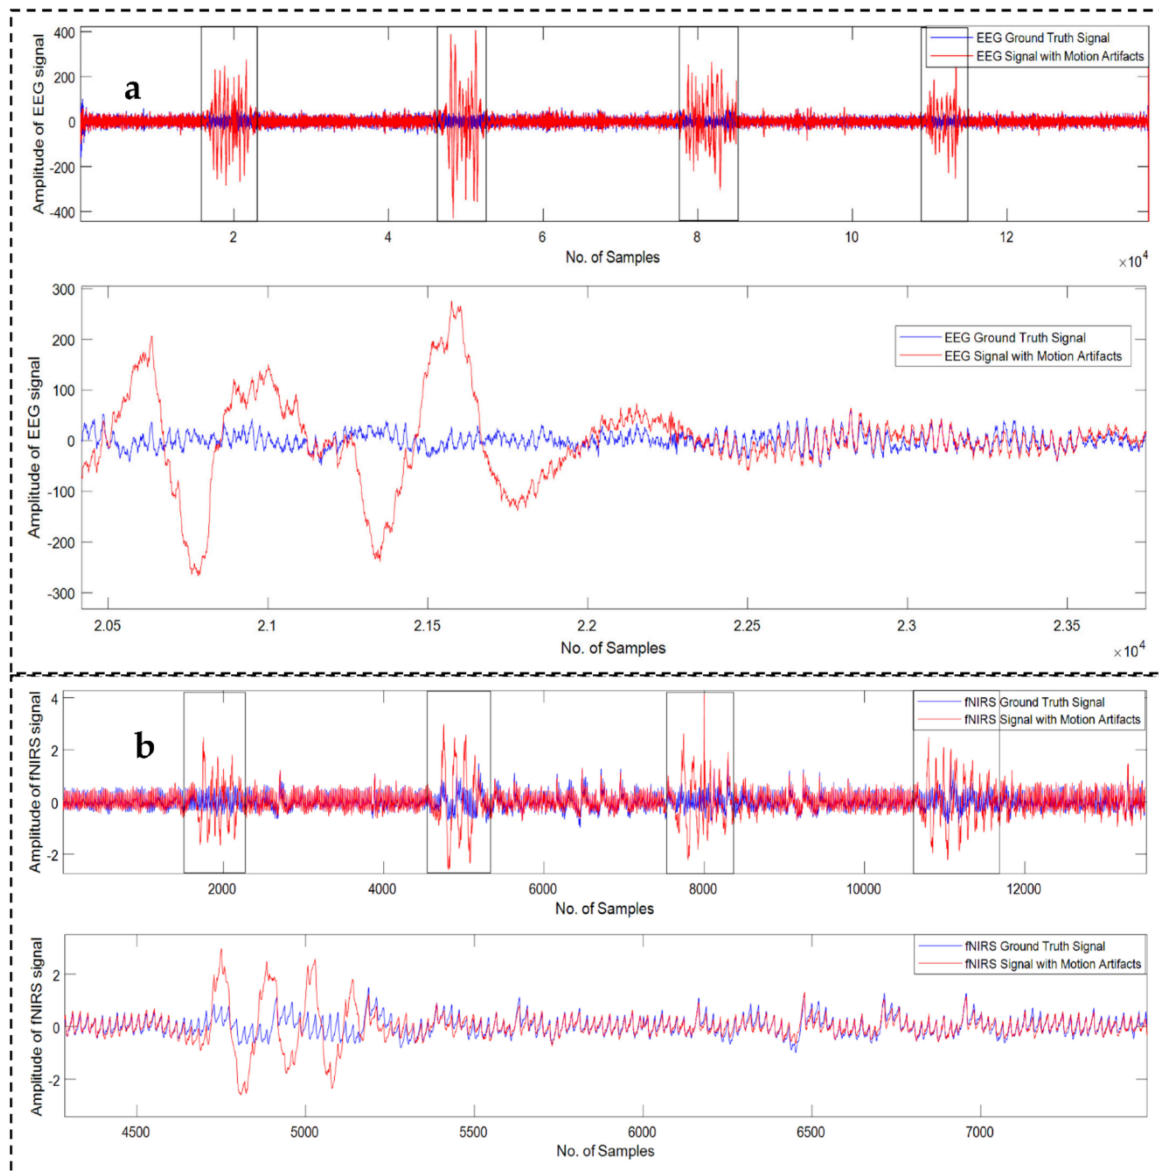 a
Amplitude of EEG signal
400
200
0
-200
-400
EEG Ground Truth Signal
EEG Signal with Motion Artifacts
2
4
6
8
10
12
No. of Samples
×10⁴
Amplitude of EEG signal
300
200
100
0
-100
-200
-300
EEG Ground Truth Signal
EEG Signal with Motion Artifacts
2.05
2.1
2.15
2.2
2.25
2.3
2.35
No. of Samples
×10⁴
b
Amplitude of fNIRS signal
4
2
0
-2
fNIRS Ground Truth Signal
fNIRS Signal with Motion Artifacts
2000
4000
6000
8000
10000
12000
No. of Samples
Amplitude of fNIRS signal
2
0
-2
fNIRS Ground Truth Signal
fNIRS Signal with Motion Artifacts
4500
5000
5500
6000
6500
7000
No. of Samples